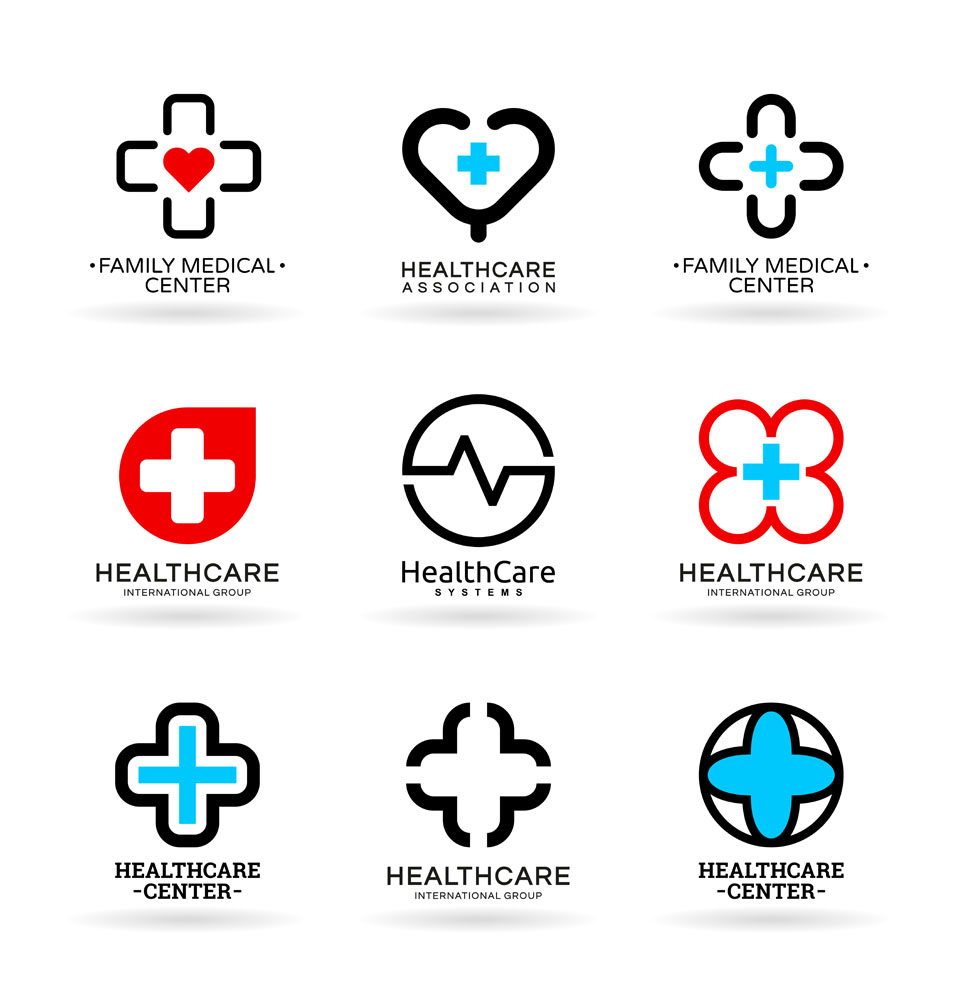 •FAMILY MEDICAL•
CENTER
HEALTHCARE
ASSOCIATION
•FAMILY MEDICAL•
CENTER
HEALTHCARE
INTERNATIONAL GROUP
HealthCare
SYSTEMS
HEALTHCARE
INTERNATIONAL GROUP
HEALTHCARE
-CENTER-
HEALTHCARE
INTERNATIONAL GROUP
HEALTHCARE
-CENTER-